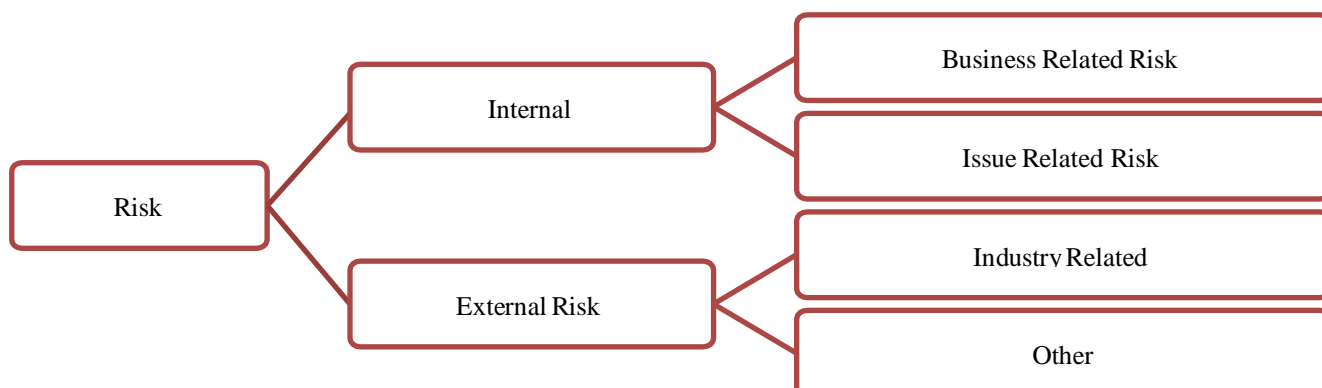 Risk
Internal
External Risk
Business Related Risk
Issue Related Risk
Industry Related
Other